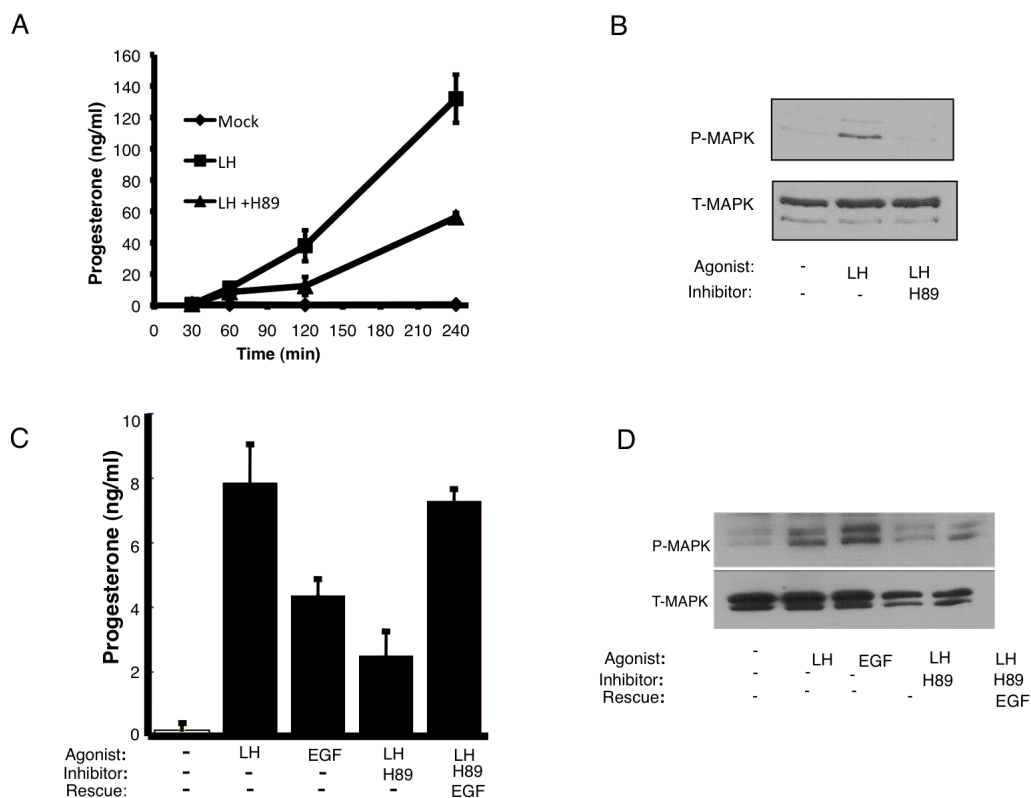 A
160
140
120
100
80
60
40
20
0
Progesterone (ng/ml)
Mock
LH
LH +H89
0 30 60 90 120 150 180 210 240
Time (min)
B
P-MAPK
T-MAPK
Agonist: - LH LH
Inhibitor: - - H89
C
10
8
6
4
2
0
Progesterone (ng/ml)
Agonist: - LH EGF LH LH
Inhibitor: - - - H89 H89
Rescue: - - - - EGF
D
P-MAPK
T-MAPK
Agonist: - LH EGF LH LH
Inhibitor: - - - H89 H89
Rescue: - - - - EGF